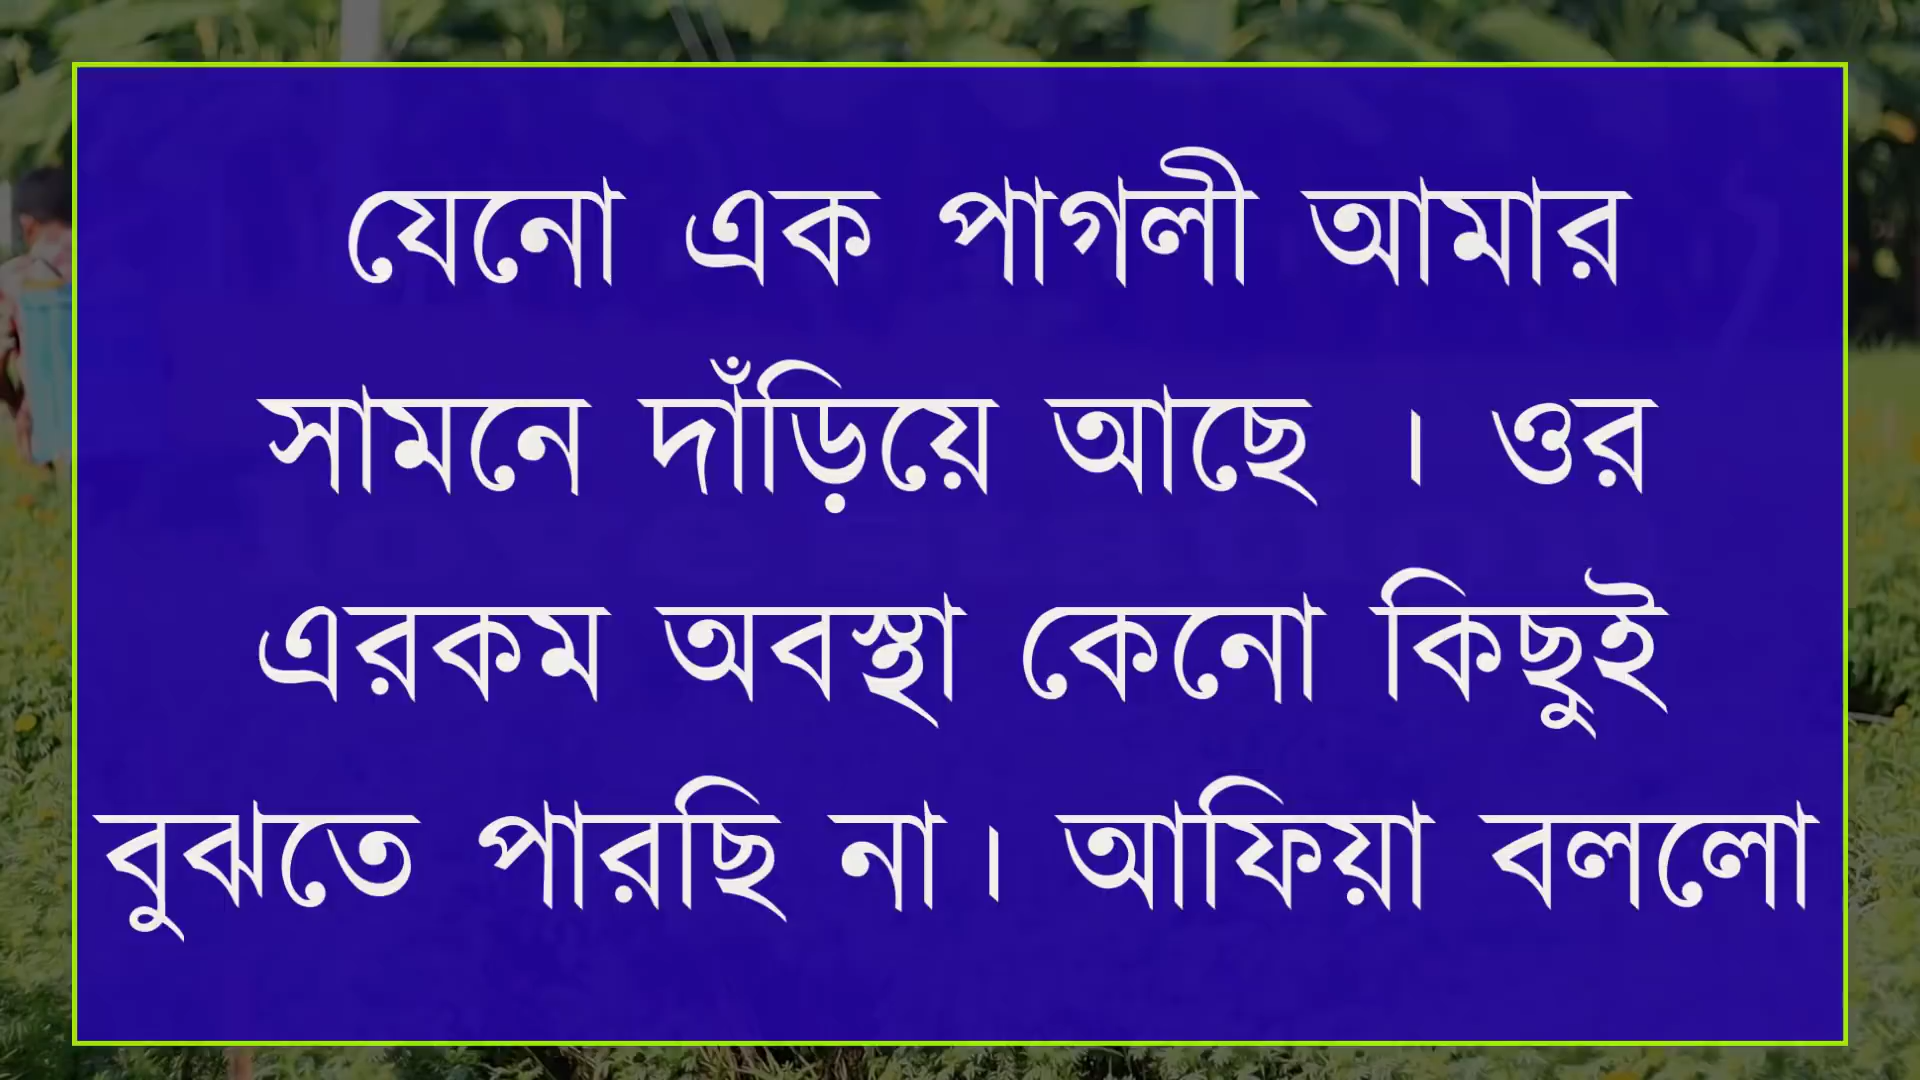 যেনো এক পাগলী আমার
সামনে দাঁড়িয়ে আছে । ওর
এরকম অবস্থা কেনো কিছুই
বুঝতে পারছি না। আফিয়া বললো